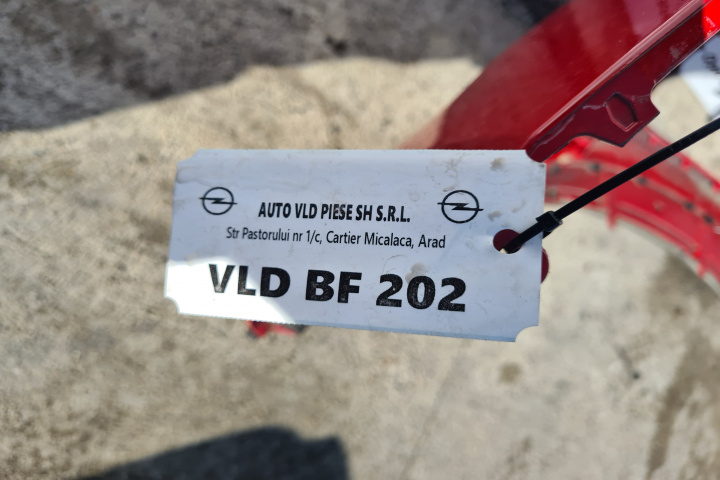 AUTO VLD PIESE SH S.R.L.
Str Pastorului nr 1/c, Cartier Micalaca, Arad
VLD BF 202